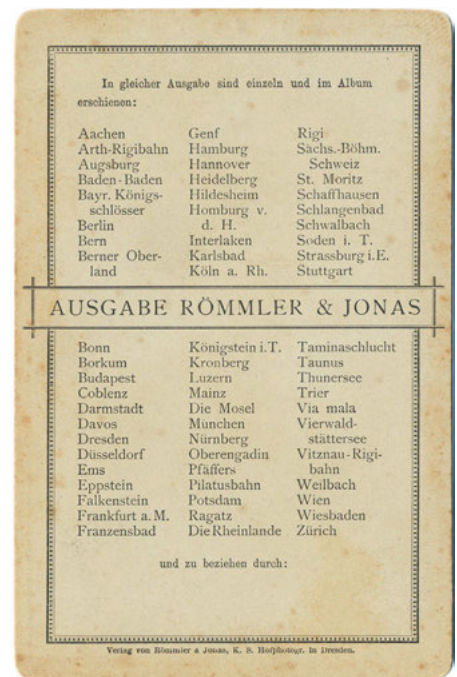 In gleicher Ausgabe sind einzeln und im Album
erschienen:
Aachen
Arth-Rigibahn
Augsburg
Baden-Baden
Bayr. Königs-
schlösser
Berlin
Bern
Berner Ober-
land
Genf
Hamburg
Hannover
Heidelberg
Hildesheim
Homburg v.
d. H.
Interlaken
Karlsbad
Köln a. Rh.
Rigi
Sächs.-Böhm.
Schweiz
St. Moritz
Schaffhausen
Schlangenbad
Schwalbach
Soden i. T.
Strassburg i.E.
Stuttgart
AUSGABE RÖMMLER & JONAS
Bonn
Borkum
Budapest
Coblenz
Darmstadt
Davos
Dresden
Düsseldorf
Ems
Eppstein
Falkenstein
Frankfurt a. M.
Franzensbad
Königstein i.T.
Kronberg
Luzern
Mainz
Die Mosel
München
Nürnberg
Oberengadin
Pfäffers
Pilatusbahn
Potsdam
Ragatz
Die Rheinlande
Taminaschlucht
Taunus
Thunersee
Trier
Via mala
Vierwald-
stättersee
Vitznau-Rigi-
bahn
Weilbach
Wien
Wiesbaden
Zürich
und zu beziehen durch:
Verlag von Römmler & Jonas, K. S. Hofphotogr. in Dresden.